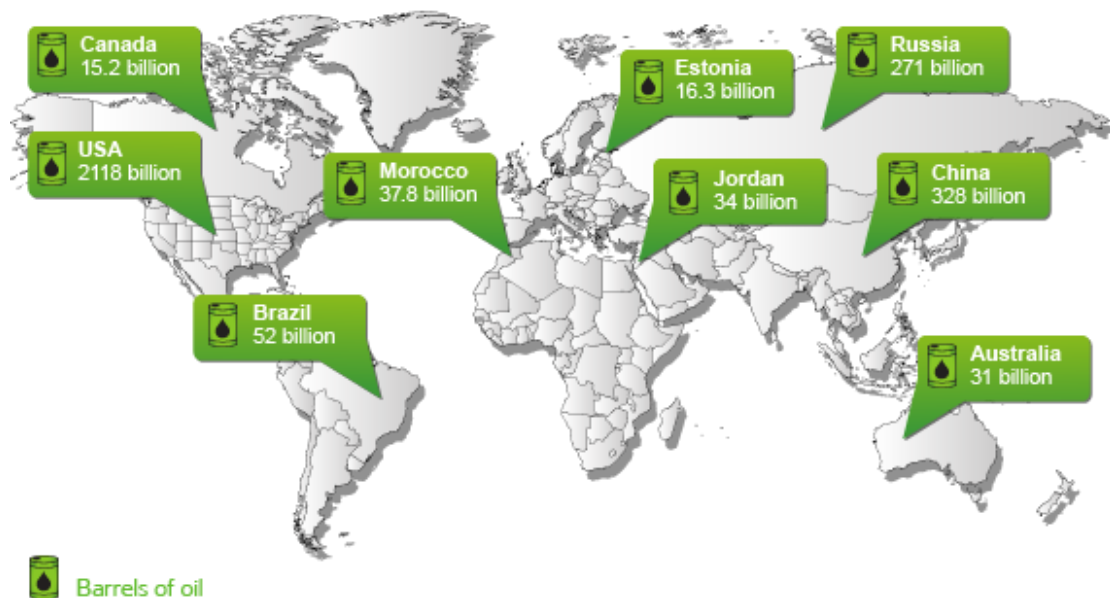 Canada
15.2 billion
USA
2118 billion
Morocco
37.8 billion
Estonia
16.3 billion
Russia
271 billion
Jordan
34 billion
China
328 billion
Brazil
52 billion
Australia
31 billion
Barrels of oil